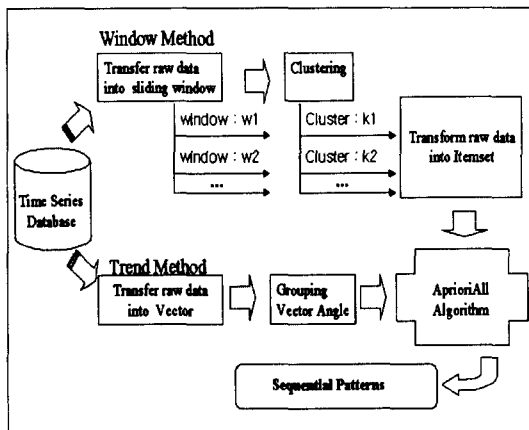 Window Method
Transfer raw data
into sliding window
Clustering
window : w1
window : w2
...
Cluster : k1
Cluster : k2
...
Transform raw data
into Itemset
Time Series
Database
Trend Method
Transfer raw data
into Vector
Grouping
Vector Angle
AprioriAll
Algorithm
Sequential Patterns